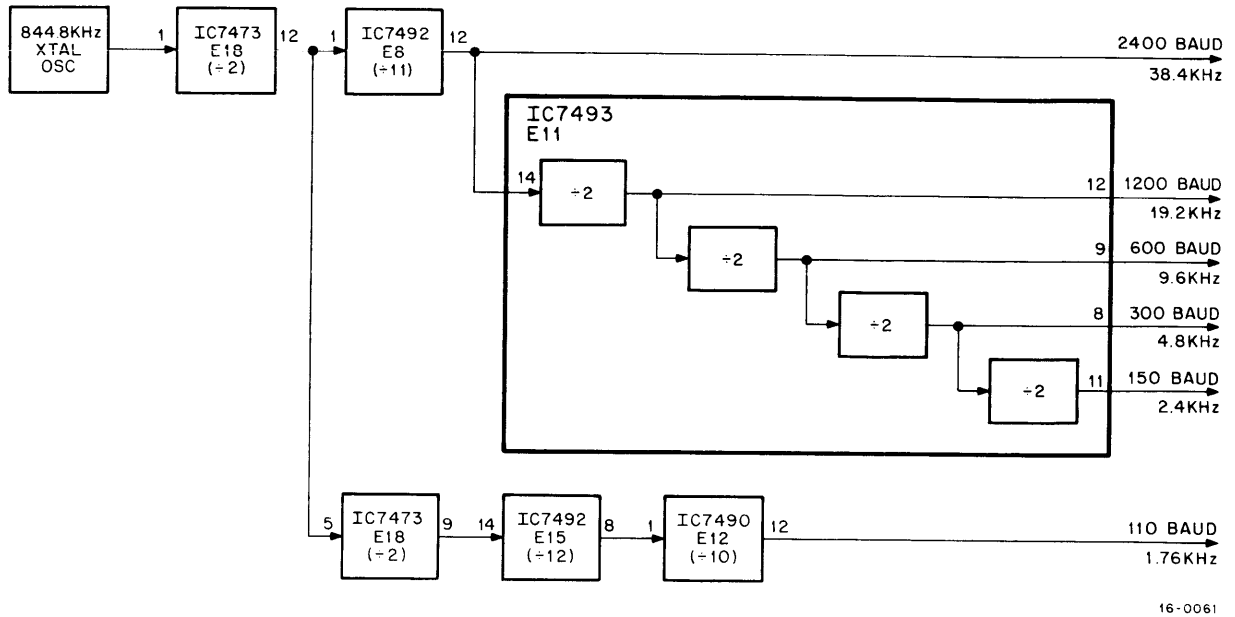 844.8KHz
XTAL
OSC
1
IC7473
E18
(÷2)
12
1
IC7492
E8
(÷11)
12
2400 BAUD
38.4KHz
IC7493
E11
14
÷2
12
1200 BAUD
19.2KHz
÷2
9
600 BAUD
9.6KHz
÷2
8
300 BAUD
4.8KHz
÷2
11
150 BAUD
2.4KHz
5
IC7473
E18
(÷2)
9
14
IC7492
E15
(÷12)
8
1
IC7490
E12
(÷10)
12
110 BAUD
1.76KHz
16-0061